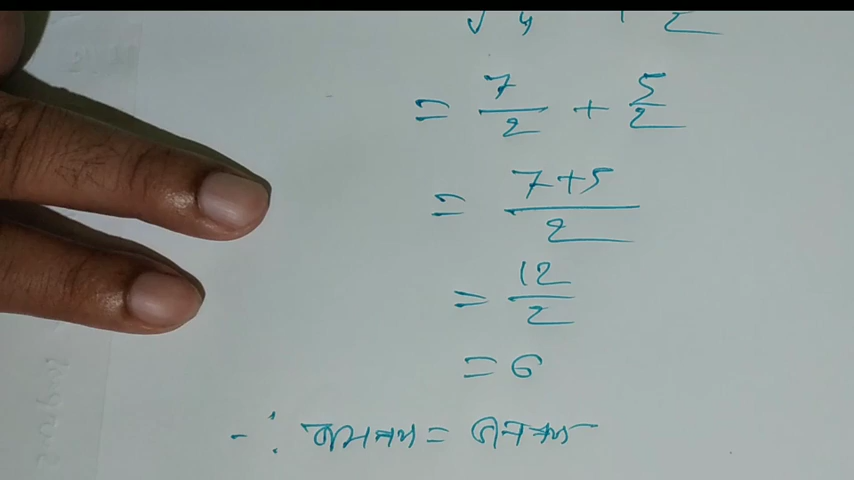 = 7/2 + 5/2
= 7+5/2
= 12/2
= 6
∴ বামপক্ষ = ডানপক্ষ